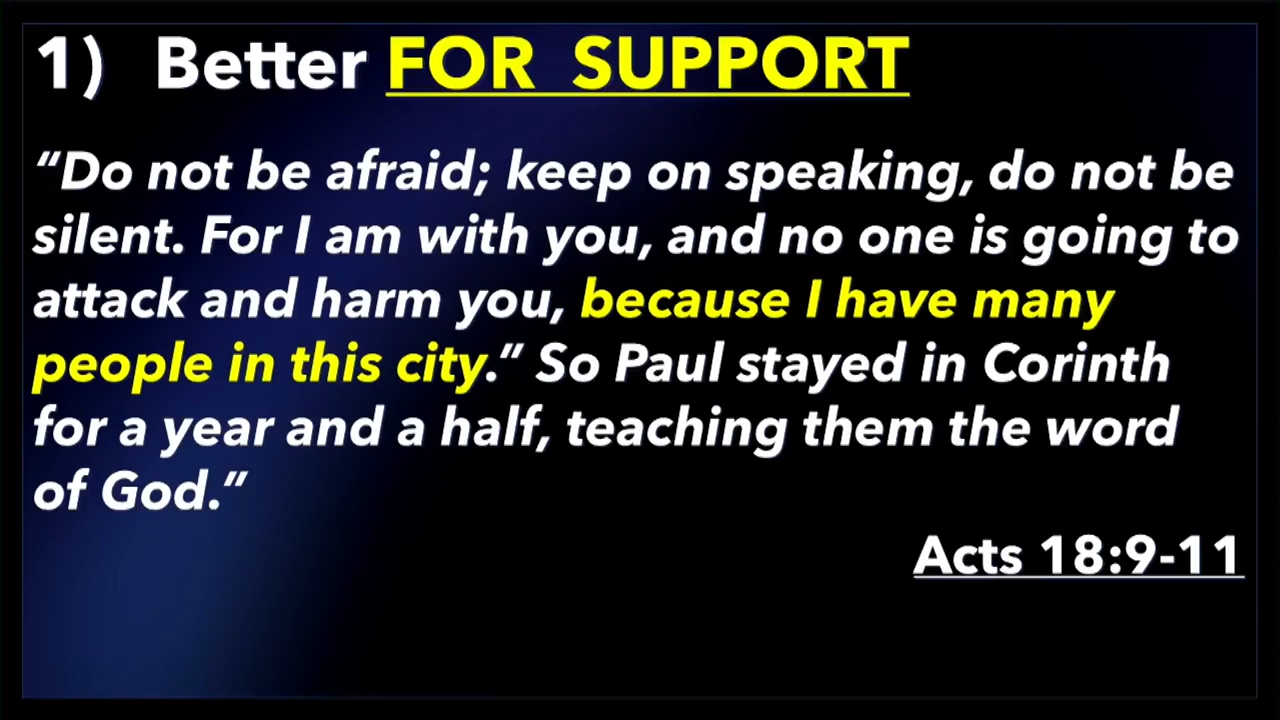 1) Better FOR SUPPORT
“Do not be afraid; keep on speaking, do not be
silent. For I am with you, and no one is going to
attack and harm you, because I have many
people in this city.” So Paul stayed in Corinth
for a year and a half, teaching them the word
of God.”
Acts 18:9-11